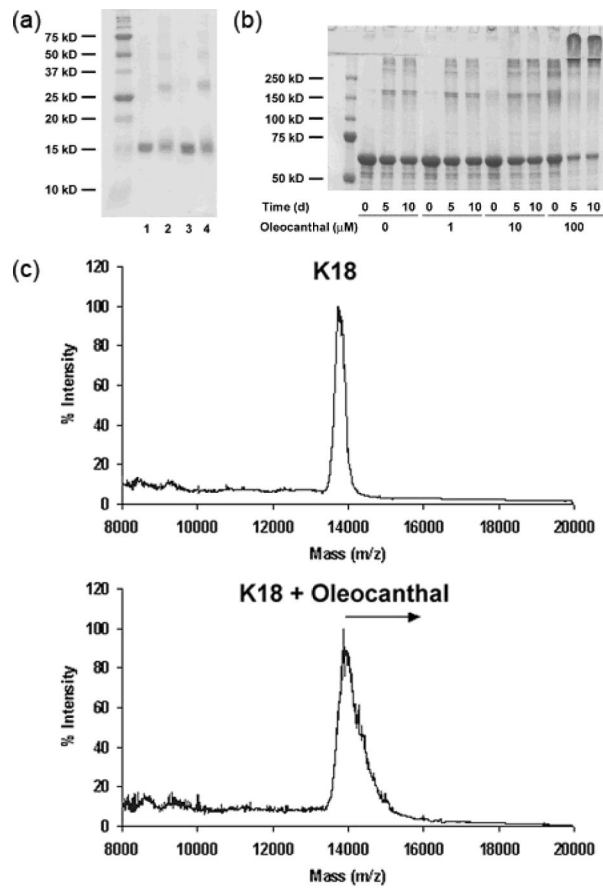 (a)
75 kD
50 kD
37 kD
25 kD
20 kD
15 kD
10 kD
1 2 3 4
(b)
250 kD
150 kD
100 kD
75 kD
50 kD
Time (d) 0 5 10 0 5 10 0 5 10 0 5 10
Oleocanthal (µM) 0 1 10 100
(c)
K18
120
100
80
60
40
20
0
% Intensity
8000 10000 12000 14000 16000 18000 20000
Mass (m/z)
K18 + Oleocanthal
120
100
80
60
40
20
0
% Intensity
8000 10000 12000 14000 16000 18000 20000
Mass (m/z)